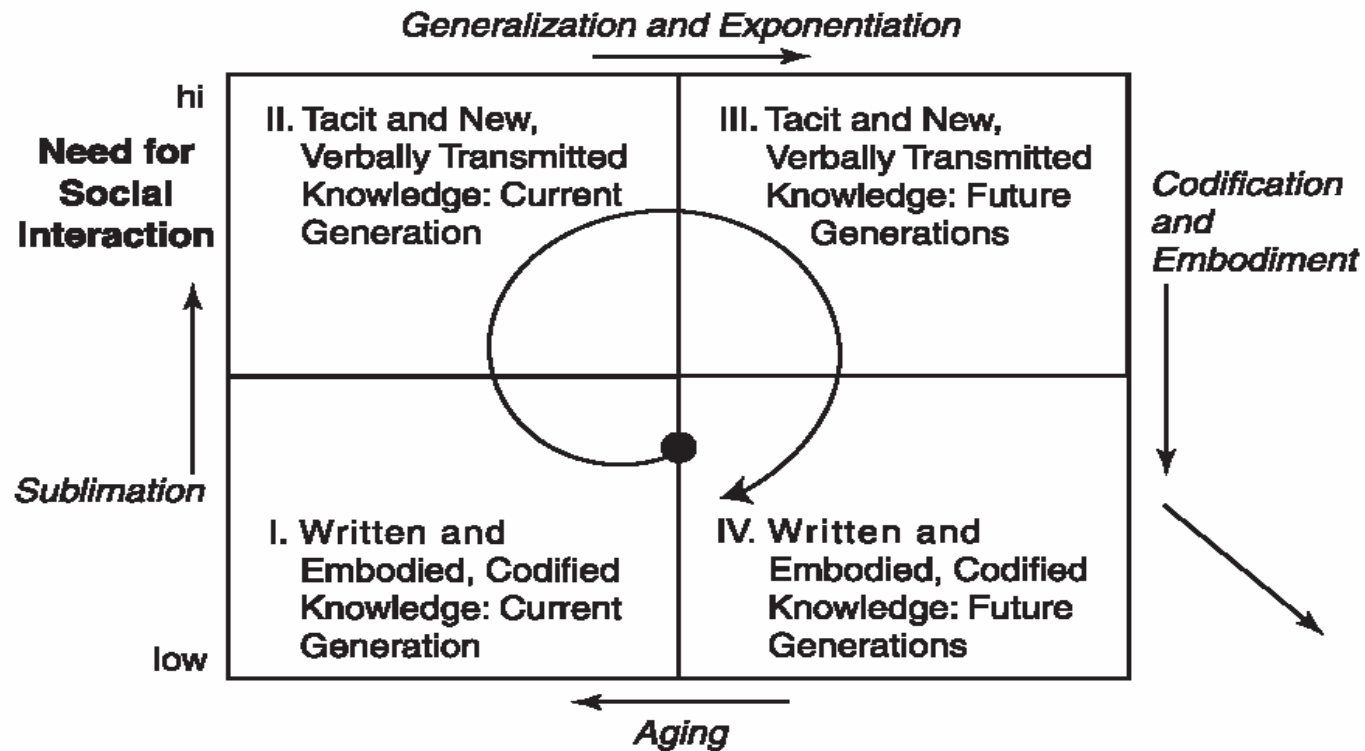 Generalization and Exponentiation
hi
Need for
Social
Interaction
Sublimation
low
II. Tacit and New,
Verbally Transmitted
Knowledge: Current
Generation
III. Tacit and New,
Verbally Transmitted
Knowledge: Future
Generations
Codification
and
Embodiment
I. Written and
Embodied, Codified
Knowledge: Current
Generation
IV. Written and
Embodied, Codified
Knowledge: Future
Generations
Aging